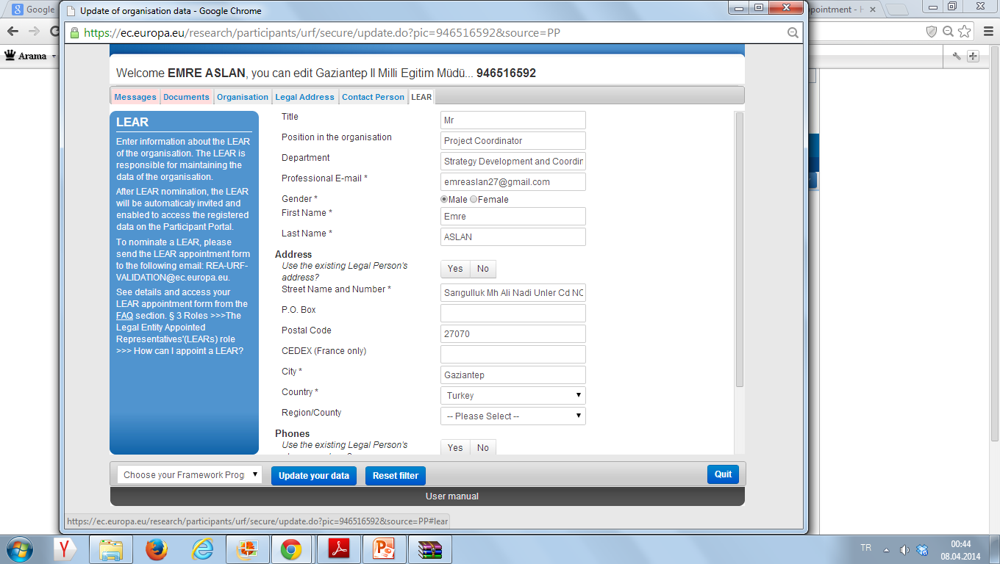 Update of organisation data - Google Chrome
Google
pointment - H
https://ec.europa.eu/research/participants/urf/secure/update.do?pic=946516592&source=PP
Arama
Welcome EMRE ASLAN, you can edit Gaziantep Il Milli Egitim Müdü... 946516592
Messages Documents Organisation Legal Address Contact Person LEAR
LEAR
Enter information about the LEAR
of the organisation. The LEAR is
responsible for maintaining the
data of the organisation.
After LEAR nomination, the LEAR
will be automaticaly invited and
enabled to access the registered
data on the Participant Portal.
To nominate a LEAR, please
send the LEAR appointment form
to the following email: REA-URF-
VALIDATION@ec.europa.eu.
See details and access your
LEAR appointment form from the
FAQ section. § 3 Roles >>>The
Legal Entity Appointed
Representatives'(LEARs) role
>>> How can I appoint a LEAR?
Title Mr
Position in the organisation Project Coordinator
Department Strategy Development and Coordin
Professional E-mail * emreaslan27@gmail.com
Gender * Male Female
First Name * Emre
Last Name * ASLAN
Address
Use the existing Legal Person's
address? Yes No
Street Name and Number * Sarıgulluk Mh Ali Nadi Unler Cd NO
P.O. Box
Postal Code 27070
CEDEX (France only)
City * Gaziantep
Country * Turkey
Region/County -- Please Select --
Phones
Use the existing Legal Person's
Yes No
Choose your Framework Prog Update your data Reset filter Quit
User manual
https://ec.europa.eu/research/participants/urf/secure/update.do?pic=946516592&source=PP#lear
TR
00:44
08.04.2014